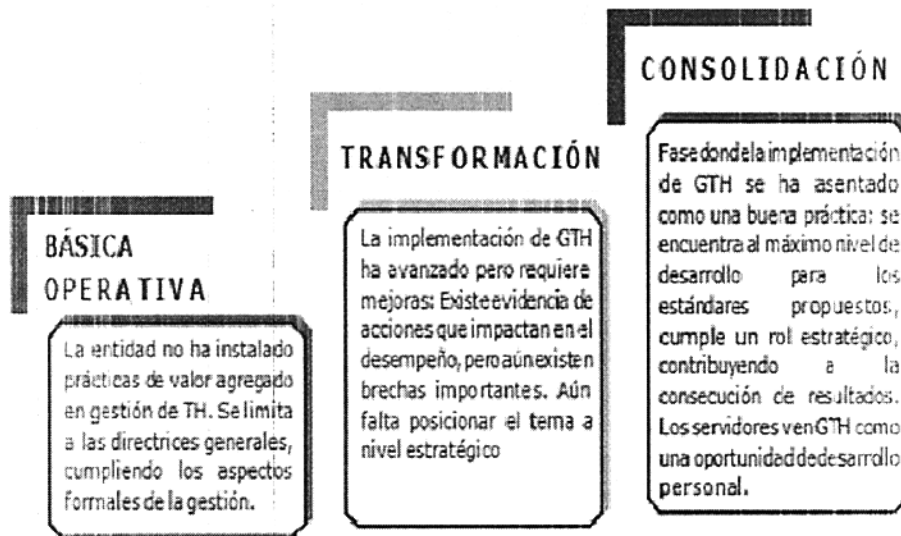 BÁSICA
OPERATIVA
La entidad no ha instalado
prácticas de valor agregado
en gestión de TH. Se limita
a las directrices generales,
cumpliendo los aspectos
formales de la gestión.
TRANSFORMACIÓN
La implementación de GTH
ha avanzado pero requiere
mejoras: Existe evidencia de
acciones que impactan en el
desempeño, pero aún existen
brechas importantes. Aún
falta posicionar el tema a
nivel estratégico
CONSOLIDACIÓN
Fase donde la implementación
de GTH se ha asentado
como una buena práctica: se
encuentra al máximo nivel de
desarrollo para los
estándares propuestos,
cumple un rol estratégico,
contribuyendo a la
consecución de resultados.
Los servidores ven GTH como
una oportunidad de desarrollo
personal.